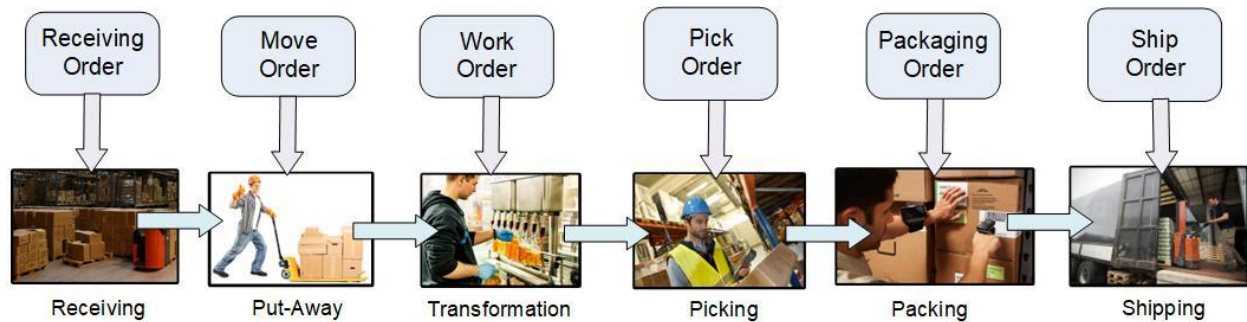 Receiving
Order
Move
Order
Work
Order
Pick
Order
Packaging
Order
Ship
Order
Receiving
Put-Away
Transformation
Picking
Packing
Shipping